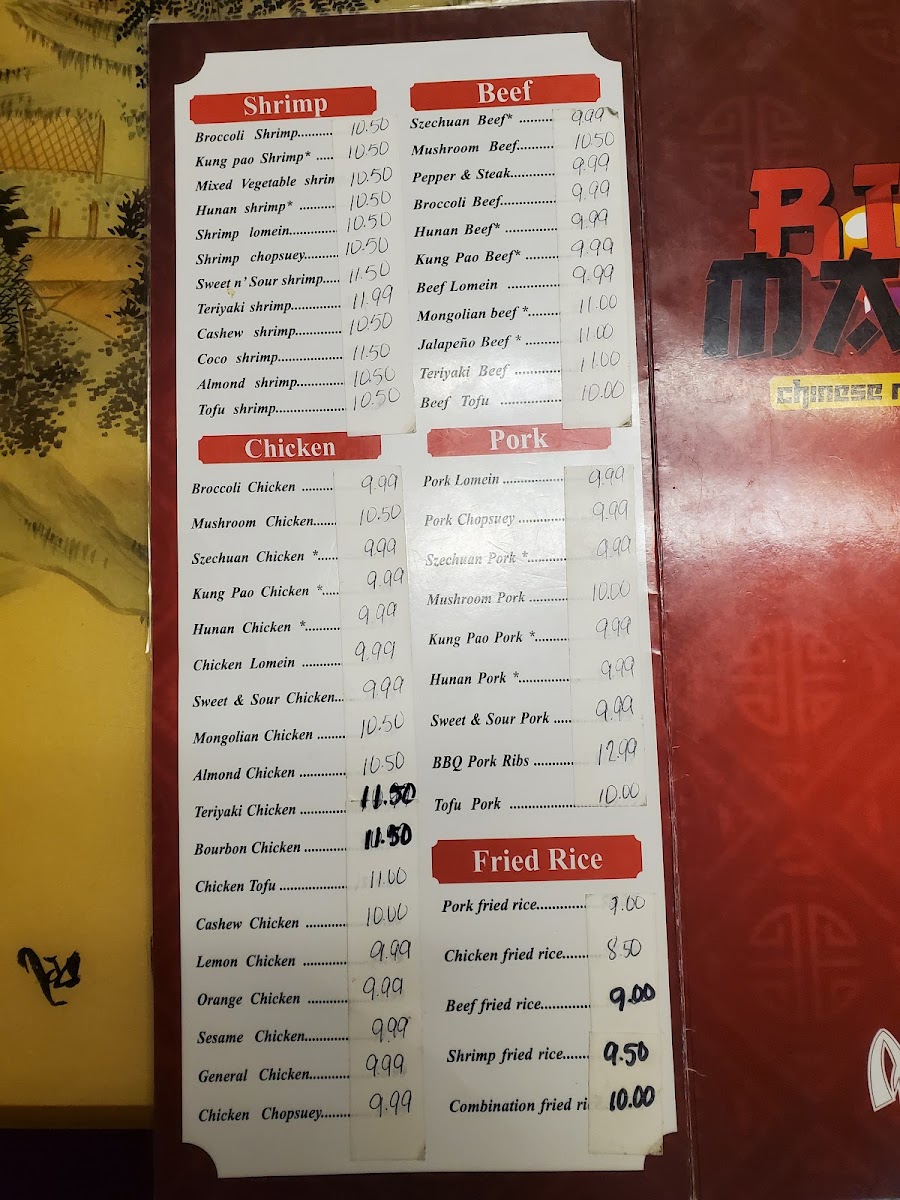 Shrimp
Broccoli Shrimp.......... 10.50
Kung pao Shrimp* ..... 10.50
Mixed Vegetable shrim 10.50
Hunan shrimp* .......... 10.50
Shrimp lomein............. 10.50
Shrimp chopsuey......... 10.50
Sweet n' Sour shrimp..... 11.50
Teriyaki shrimp............. 11.99
Cashew shrimp............ 10.50
Coco shrimp................. 11.50
Almond shrimp............ 10.50
Tofu shrimp.................. 10.50
Chicken
Broccoli Chicken ......... 9.99
Mushroom Chicken....... 10.50
Szechuan Chicken *...... 9.99
Kung Pao Chicken *..... 9.99
Hunan Chicken *.......... 9.99
Chicken Lomein ........... 9.99
Sweet & Sour Chicken... 9.99
Mongolian Chicken ........ 10.50
Almond Chicken ............. 10.50
Teriyaki Chicken ............. 11.50
Bourbon Chicken ............ 11.50
Chicken Tofu .................. 11.00
Cashew Chicken ............ 10.00
Lemon Chicken ............. 9.99
Orange Chicken ............ 9.99
Sesame Chicken............. 9.99
General Chicken............ 9.99
Chicken Chopsuey......... 9.99
Beef
Szechuan Beef* .......... 9.99
Mushroom Beef.......... 10.50
Pepper & Steak............ 9.99
Broccoli Beef............... 9.99
Hunan Beef* .............. 9.99
Kung Pao Beef* ......... 9.99
Beef Lomein .............. 9.99
Mongolian beef *......... 11.00
Jalapeño Beef * .......... 11.00
Teriyaki Beef ............. 11.00
Beef Tofu .................. 10.00
Pork
Pork Lomein ................ 9.99
Pork Chopsuey ............ 9.99
Szechuan Pork *.......... 9.99
Mushroom Pork .......... 10.00
Kung Pao Pork *......... 9.99
Hunan Pork *.............. 9.99
Sweet & Sour Pork ..... 9.99
BBQ Pork Ribs ........... 12.99
Tofu Pork .................. 10.00
Fried Rice
Pork fried rice............. 7.00
Chicken fried rice........ 8.50
Beef fried rice............. 9.00
Shrimp fried rice......... 9.50
Combination fried ri 10.00
BI
MA
chinese